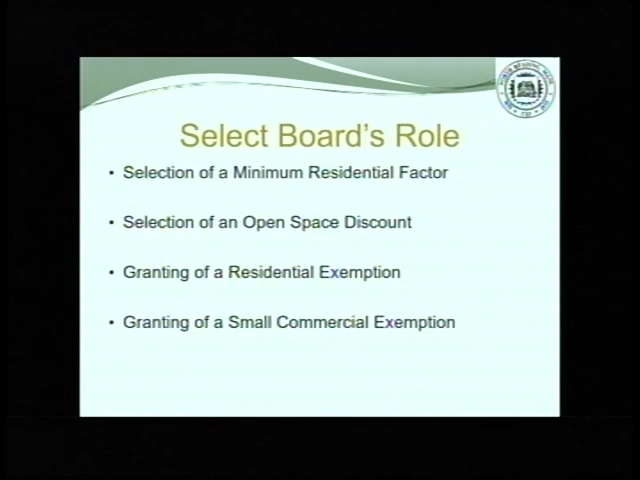 Select Board's Role
• Selection of a Minimum Residential Factor
• Selection of an Open Space Discount
• Granting of a Residential Exemption
• Granting of a Small Commercial Exemption